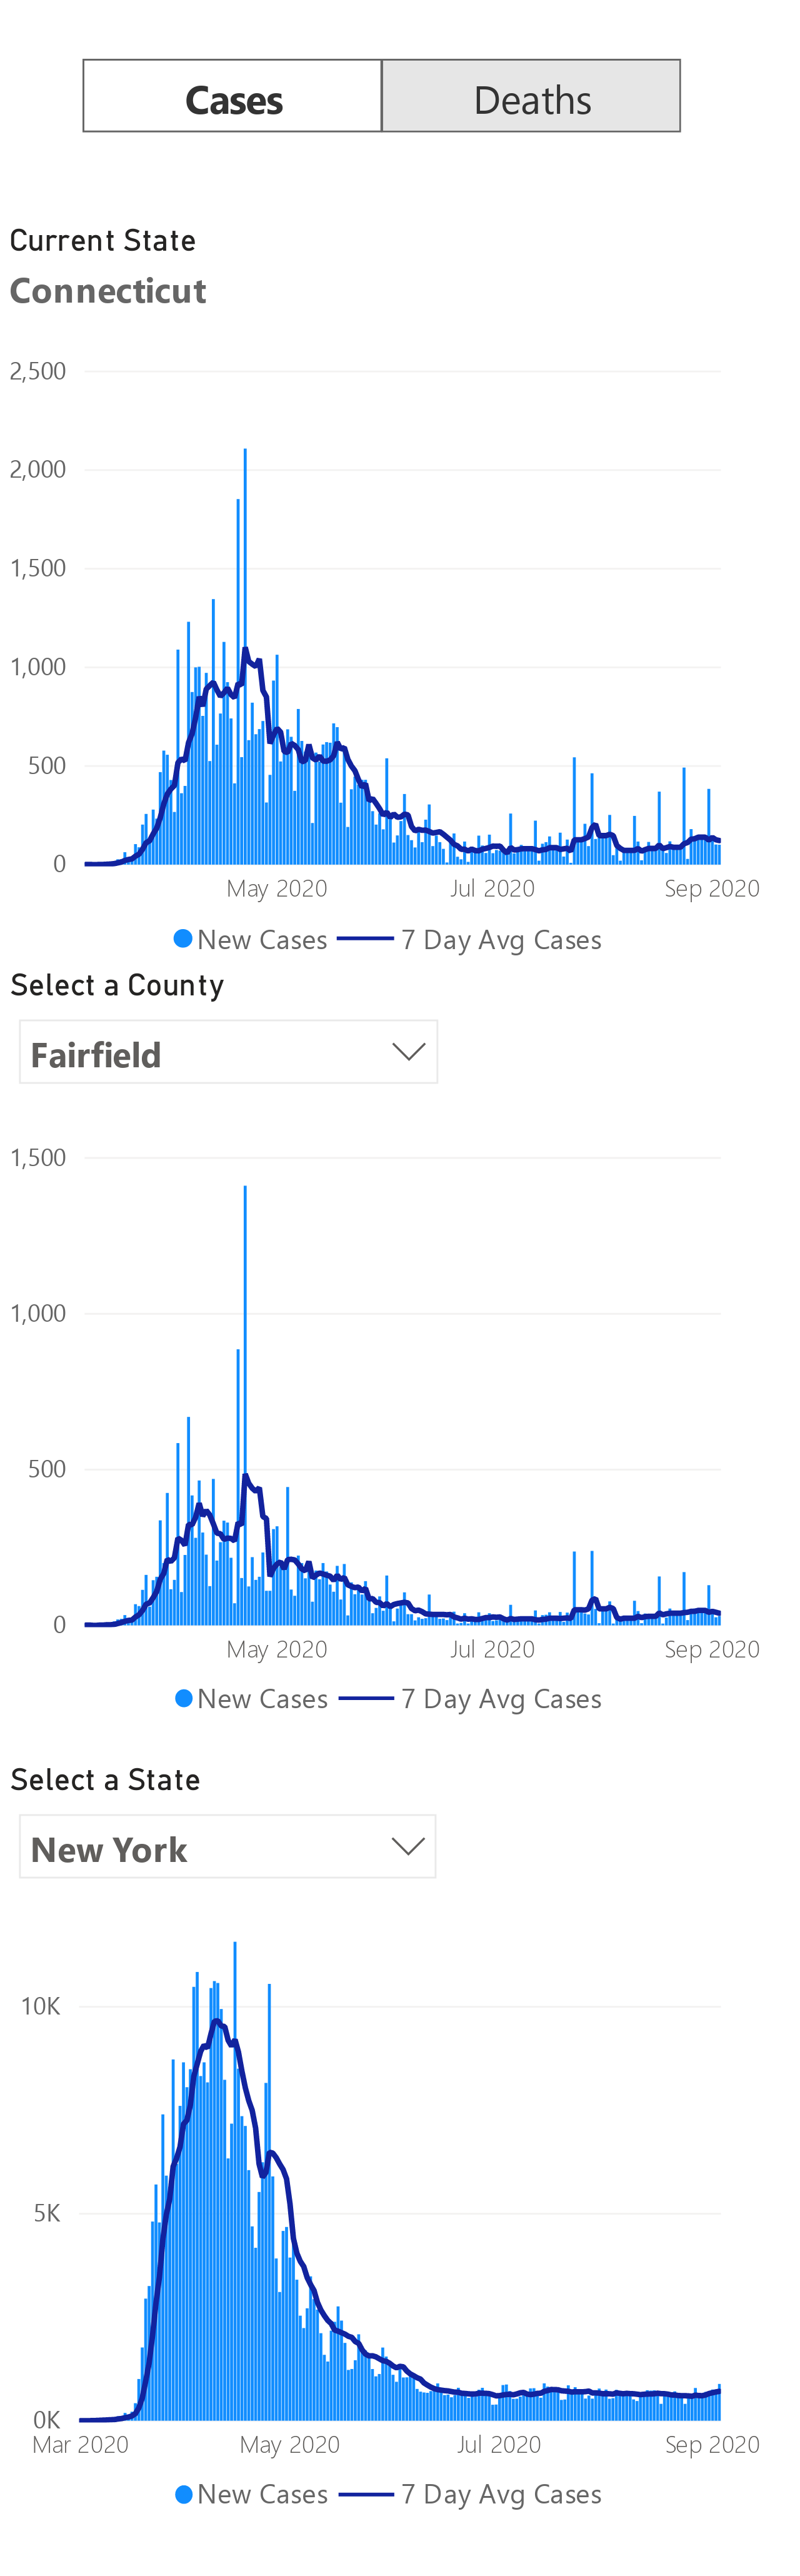 Cases Deaths
Current State
Connecticut
2,500
2,000
1,500
1,000
500
0
May 2020 Jul 2020 Sep 2020
New Cases 7 Day Avg Cases
Select a County
Fairfield
1,500
1,000
500
0
May 2020 Jul 2020 Sep 2020
New Cases 7 Day Avg Cases
Select a State
New York
10K
5K
0K
Mar 2020 May 2020 Jul 2020 Sep 2020
New Cases 7 Day Avg Cases